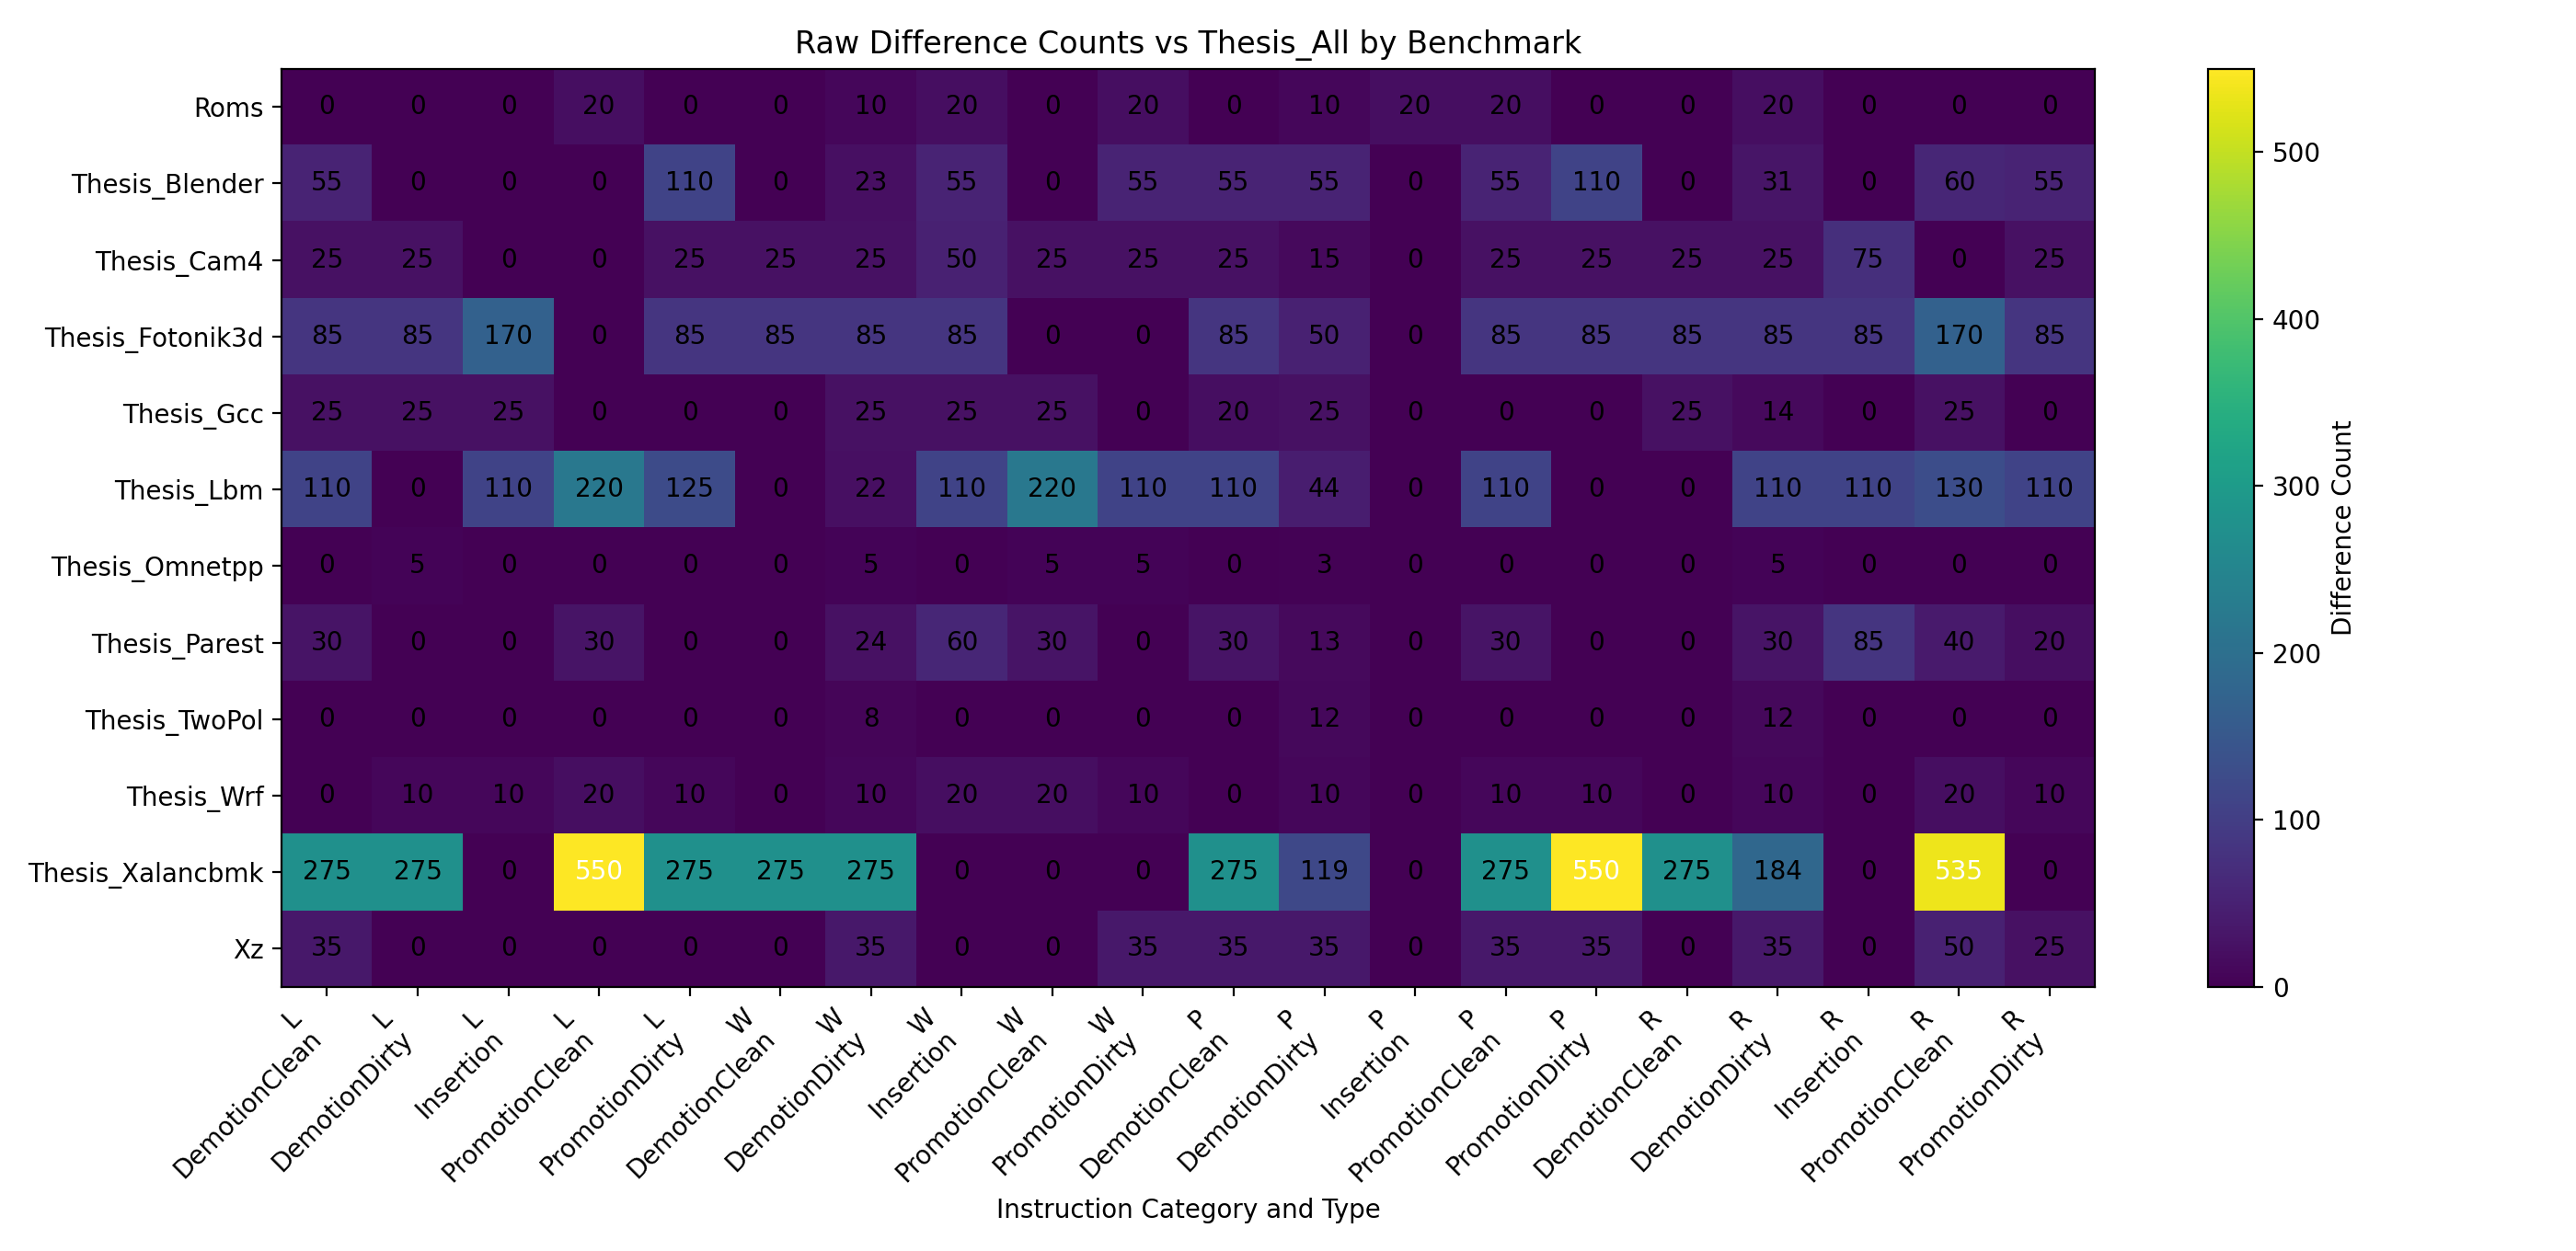 Raw Difference Counts vs Thesis_All by Benchmark
Roms 0 0 0 20 0 0 10 20 0 20 0 10 20 20 0 0 20 0 0 0
Thesis_Blender 55 0 0 0 110 0 23 55 0 55 55 55 0 55 110 0 31 0 60 55
Thesis_Cam4 25 25 0 0 25 25 25 50 25 25 25 15 0 25 25 25 25 75 0 25
Thesis_Fotonik3d 85 85 170 0 85 85 85 85 0 0 85 50 0 85 85 85 85 85 170 85
Thesis_Gcc 25 25 25 0 0 0 25 25 25 0 20 25 0 0 0 25 14 0 25 0
Thesis_Lbm 110 0 110 220 125 0 22 110 220 110 110 44 0 110 0 0 110 110 130 110
Thesis_Omnetpp 0 5 0 0 0 0 5 0 5 5 0 3 0 0 0 0 5 0 0 0
Thesis_Parest 30 0 0 30 0 0 24 60 30 0 30 13 0 30 0 0 30 85 40 20
Thesis_TwoPol 0 0 0 0 0 0 8 0 0 0 0 12 0 0 0 0 12 0 0 0
Thesis_Wrf 0 10 10 20 10 0 10 20 20 10 0 10 0 10 10 0 10 0 20 10
Thesis_Xalancbmk 275 275 0 550 275 275 275 0 0 0 275 119 0 275 550 275 184 0 535 0
Xz 35 0 0 0 0 0 35 0 0 35 35 35 0 35 35 0 35 0 50 25
L
DemotionClean
L
DemotionDirty
L
Insertion
L
PromotionClean
L
PromotionDirty
W
DemotionClean
W
DemotionDirty
W
Insertion
W
PromotionClean
W
PromotionDirty
P
DemotionClean
P
DemotionDirty
P
Insertion
P
PromotionClean
P
PromotionDirty
R
DemotionClean
R
DemotionDirty
R
Insertion
R
PromotionClean
R
PromotionDirty
Instruction Category and Type
500
400
300
200
100
0
Difference Count